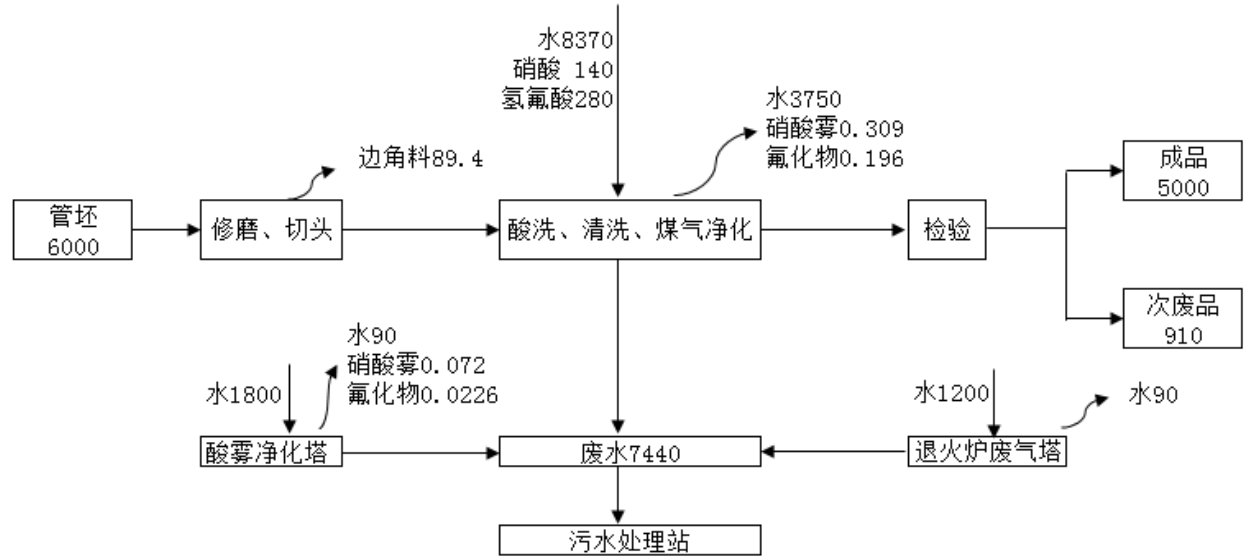 水8370
硝酸 140
氢氟酸280
水3750
硝酸雾0.309
氟化物0.196
边角料89.4
成品
5000
管坯
6000
修磨、切头
酸洗、清洗、煤气净化
检验
次废品
910
水90
硝酸雾0.072
氟化物0.0226
水1800
水1200
水90
酸雾净化塔
废水7440
退火炉废气塔
污水处理站